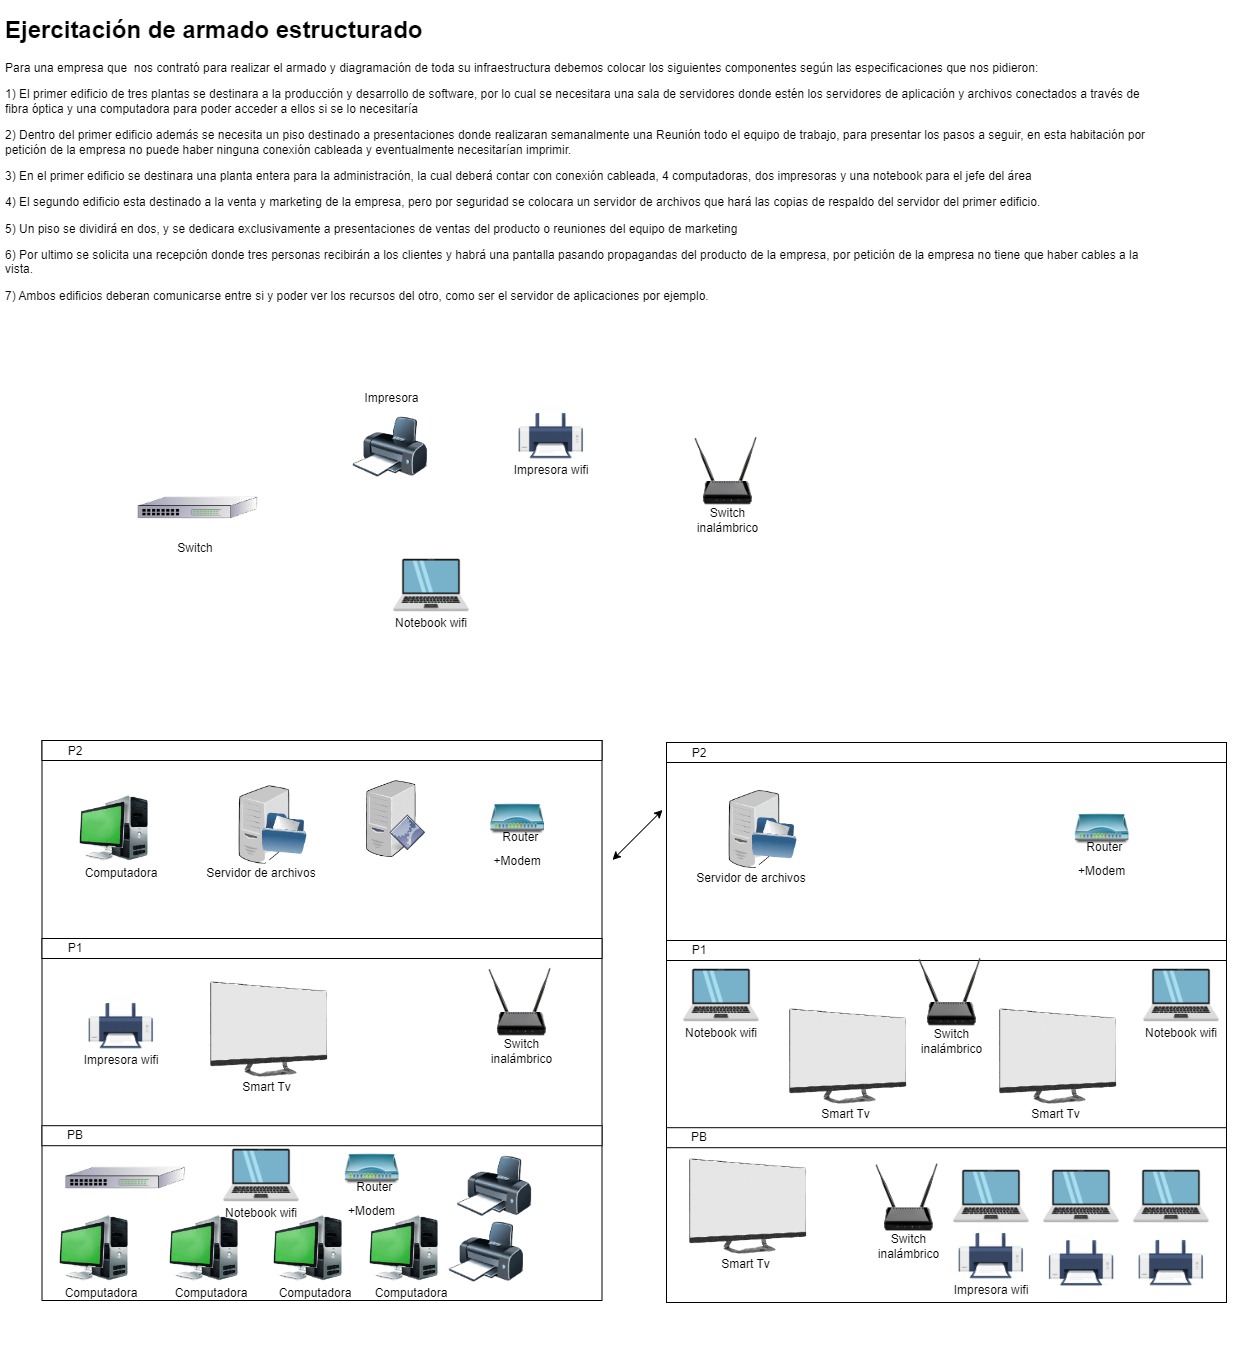 Ejercitación de armado estructurado
Para una empresa que  nos contrató para realizar el armado y diagramación de toda su infraestructura debemos colocar los siguientes componentes según las especificaciones que nos pidieron:
1) El primer edificio de tres plantas se destinara a la producción y desarrollo de software, por lo cual se necesitara una sala de servidores donde estén los servidores de aplicación y archivos conectados a través de
fibra óptica y una computadora para poder acceder a ellos si se lo necesitaría
2) Dentro del primer edificio además se necesita un piso destinado a presentaciones donde realizaran semanalmente una Reunión todo el equipo de trabajo, para presentar los pasos a seguir, en esta habitación por
petición de la empresa no puede haber ninguna conexión cableada y eventualmente necesitarían imprimir.
3) En el primer edificio se destinara una planta entera para la administración, la cual deberá contar con conexión cableada, 4 computadoras, dos impresoras y una notebook para el jefe del área
4) El segundo edificio esta destinado a la venta y marketing de la empresa, pero por seguridad se colocara un servidor de archivos que hará las copias de respaldo del servidor del primer edificio.
5) Un piso se dividirá en dos, y se dedicara exclusivamente a presentaciones de ventas del producto o reuniones del equipo de marketing
6) Por ultimo se solicita una recepción donde tres personas recibirán a los clientes y habrá una pantalla pasando propagandas del producto de la empresa, por petición de la empresa no tiene que haber cables a la
vista.
7) Ambos edificios deberan comunicarse entre si y poder ver los recursos del otro, como ser el servidor de aplicaciones por ejemplo.
Impresora
Impresora wifi
Switch
inalámbrico
Switch
Notebook wifi
P2
Computadora
Servidor de archivos
Router
+Modem
P1
Impresora wifi
Smart Tv
Switch
inalámbrico
PB
Notebook wifi
Router
+Modem
Computadora
Computadora
Computadora
Computadora
P2
Servidor de archivos
Router
+Modem
P1
Notebook wifi
Smart Tv
Switch
inalámbrico
Smart Tv
Notebook wifi
PB
Smart Tv
Switch
inalámbrico
Impresora wifi